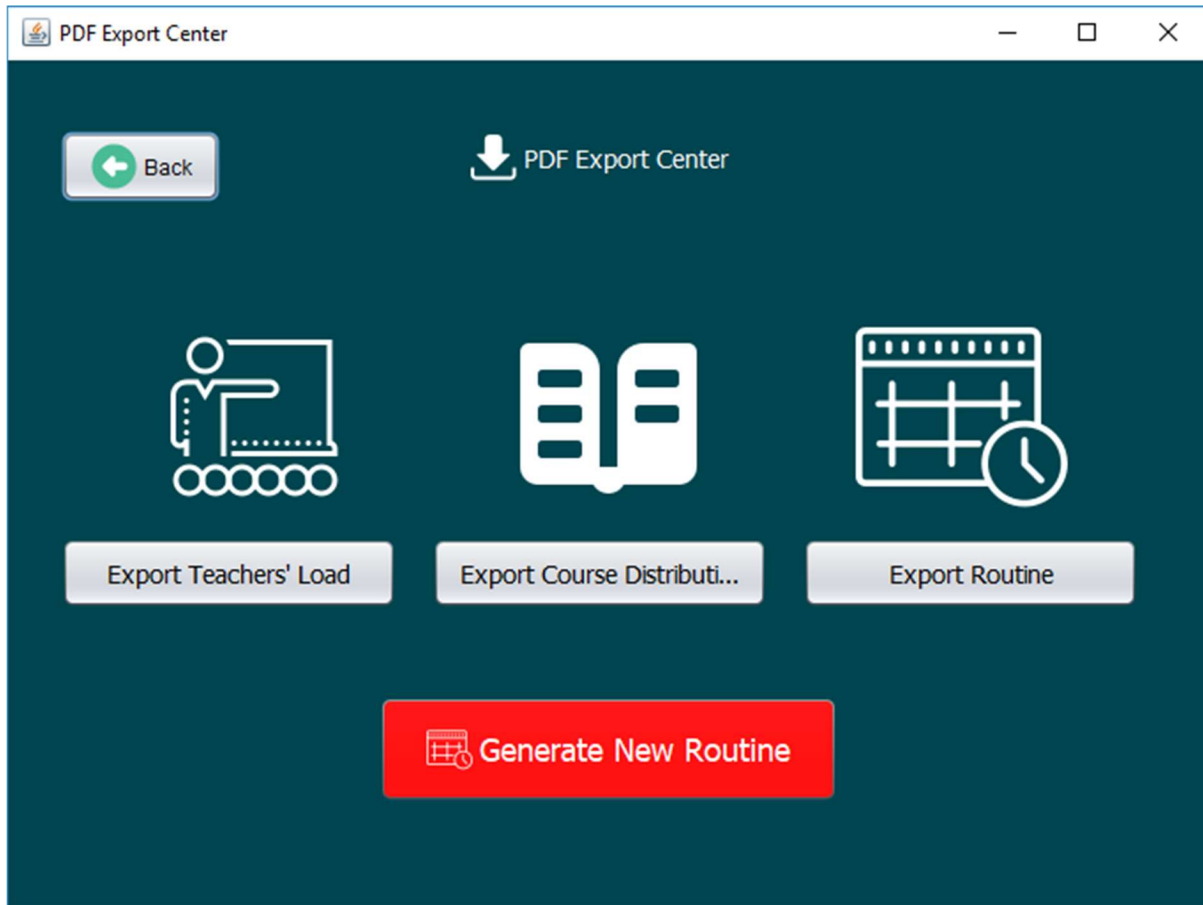 PDF Export Center
Back
PDF Export Center
Export Teachers' Load
Export Course Distributi...
Export Routine
Generate New Routine